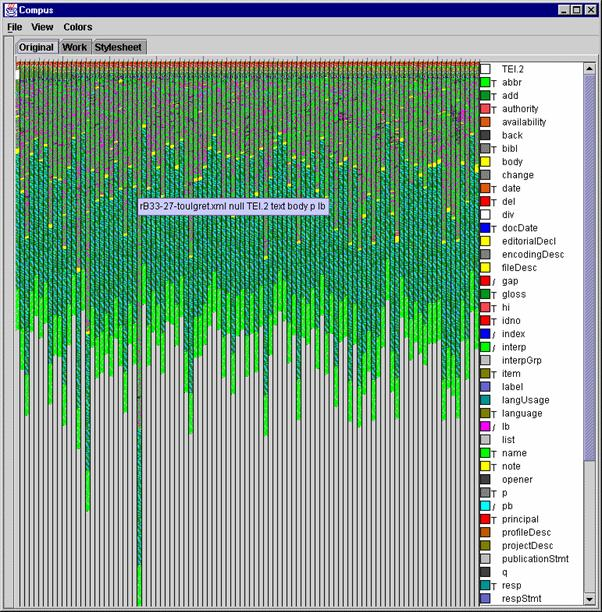 Compus
File View Colors
Original Work Stylesheet
TEI.2
T abbr
T add
T authority
availability
back
T bibl
body
change
T date
T del
div
T docDate
editorialDecl
encodingDesc
fileDesc
/ gap
T gloss
T hi
T idno
/ index
/ interp
interpGrp
T item
label
langUsage
T language
/ lb
list
T name
T note
opener
T p
/ pb
T principal
profileDesc
projectDesc
publicationStmt
q
T resp
respStmt
rB33-27-toulgret.xml null TEI.2 text body p lb